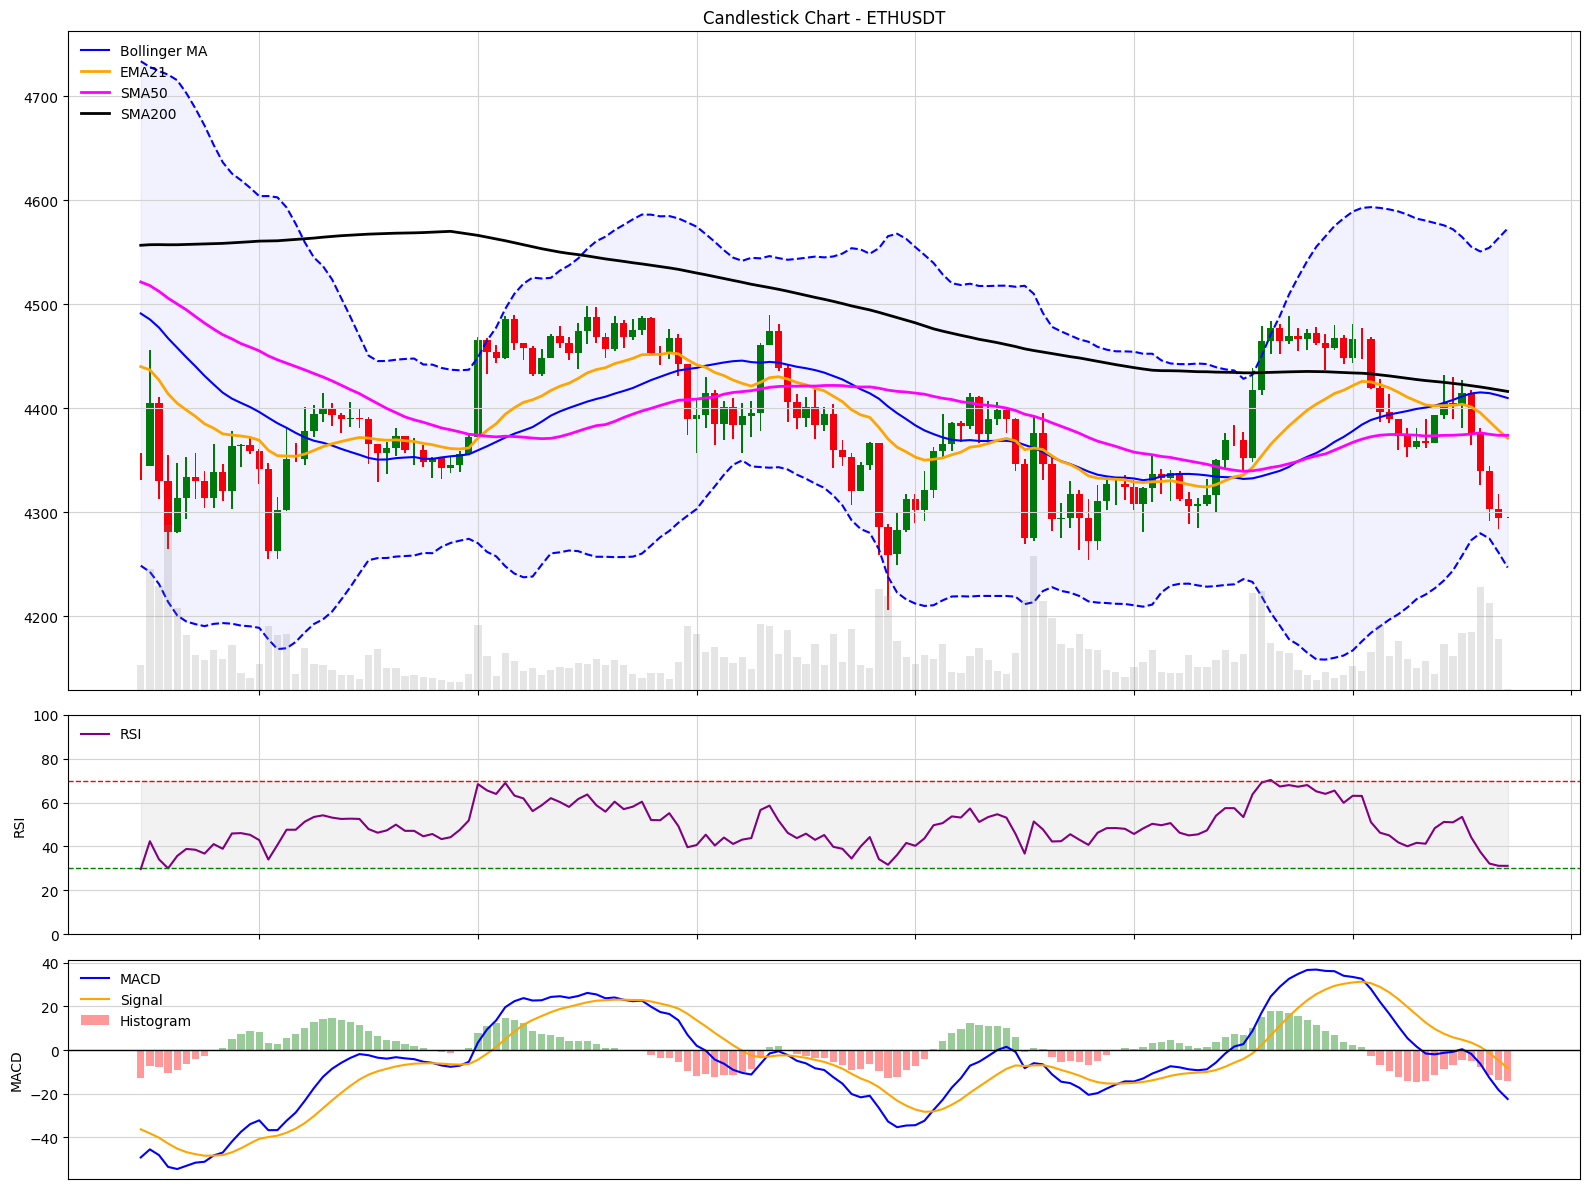 Candlestick Chart - ETHUSDT
Bollinger MA
EMA21
SMA50
SMA200
4700
4600
4500
4400
4300
4200
RSI
100
80
60
40
20
0
RSI
MACD
Signal
Histogram
40
20
0
−20
−40
MACD